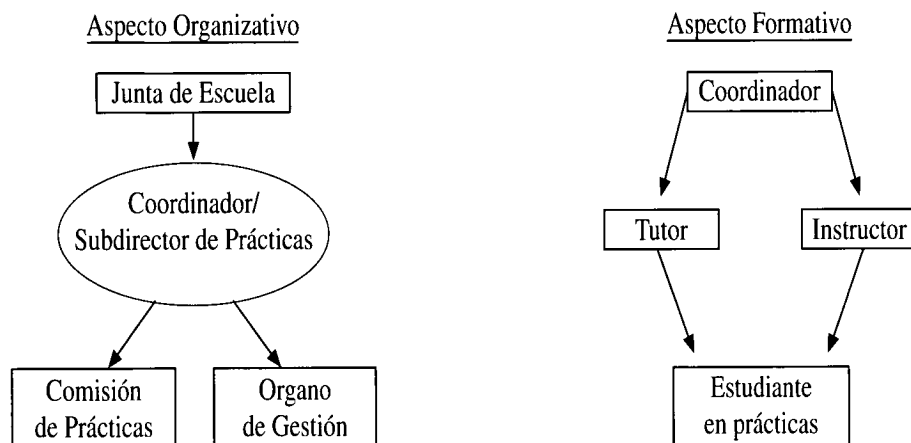 Aspecto Organizativo
Junta de Escuela
Coordinador/
Subdirector de Prácticas
Comisión
de Prácticas
Organo
de Gestión
Aspecto Formativo
Coordinador
Tutor
Instructor
Estudiante
en prácticas